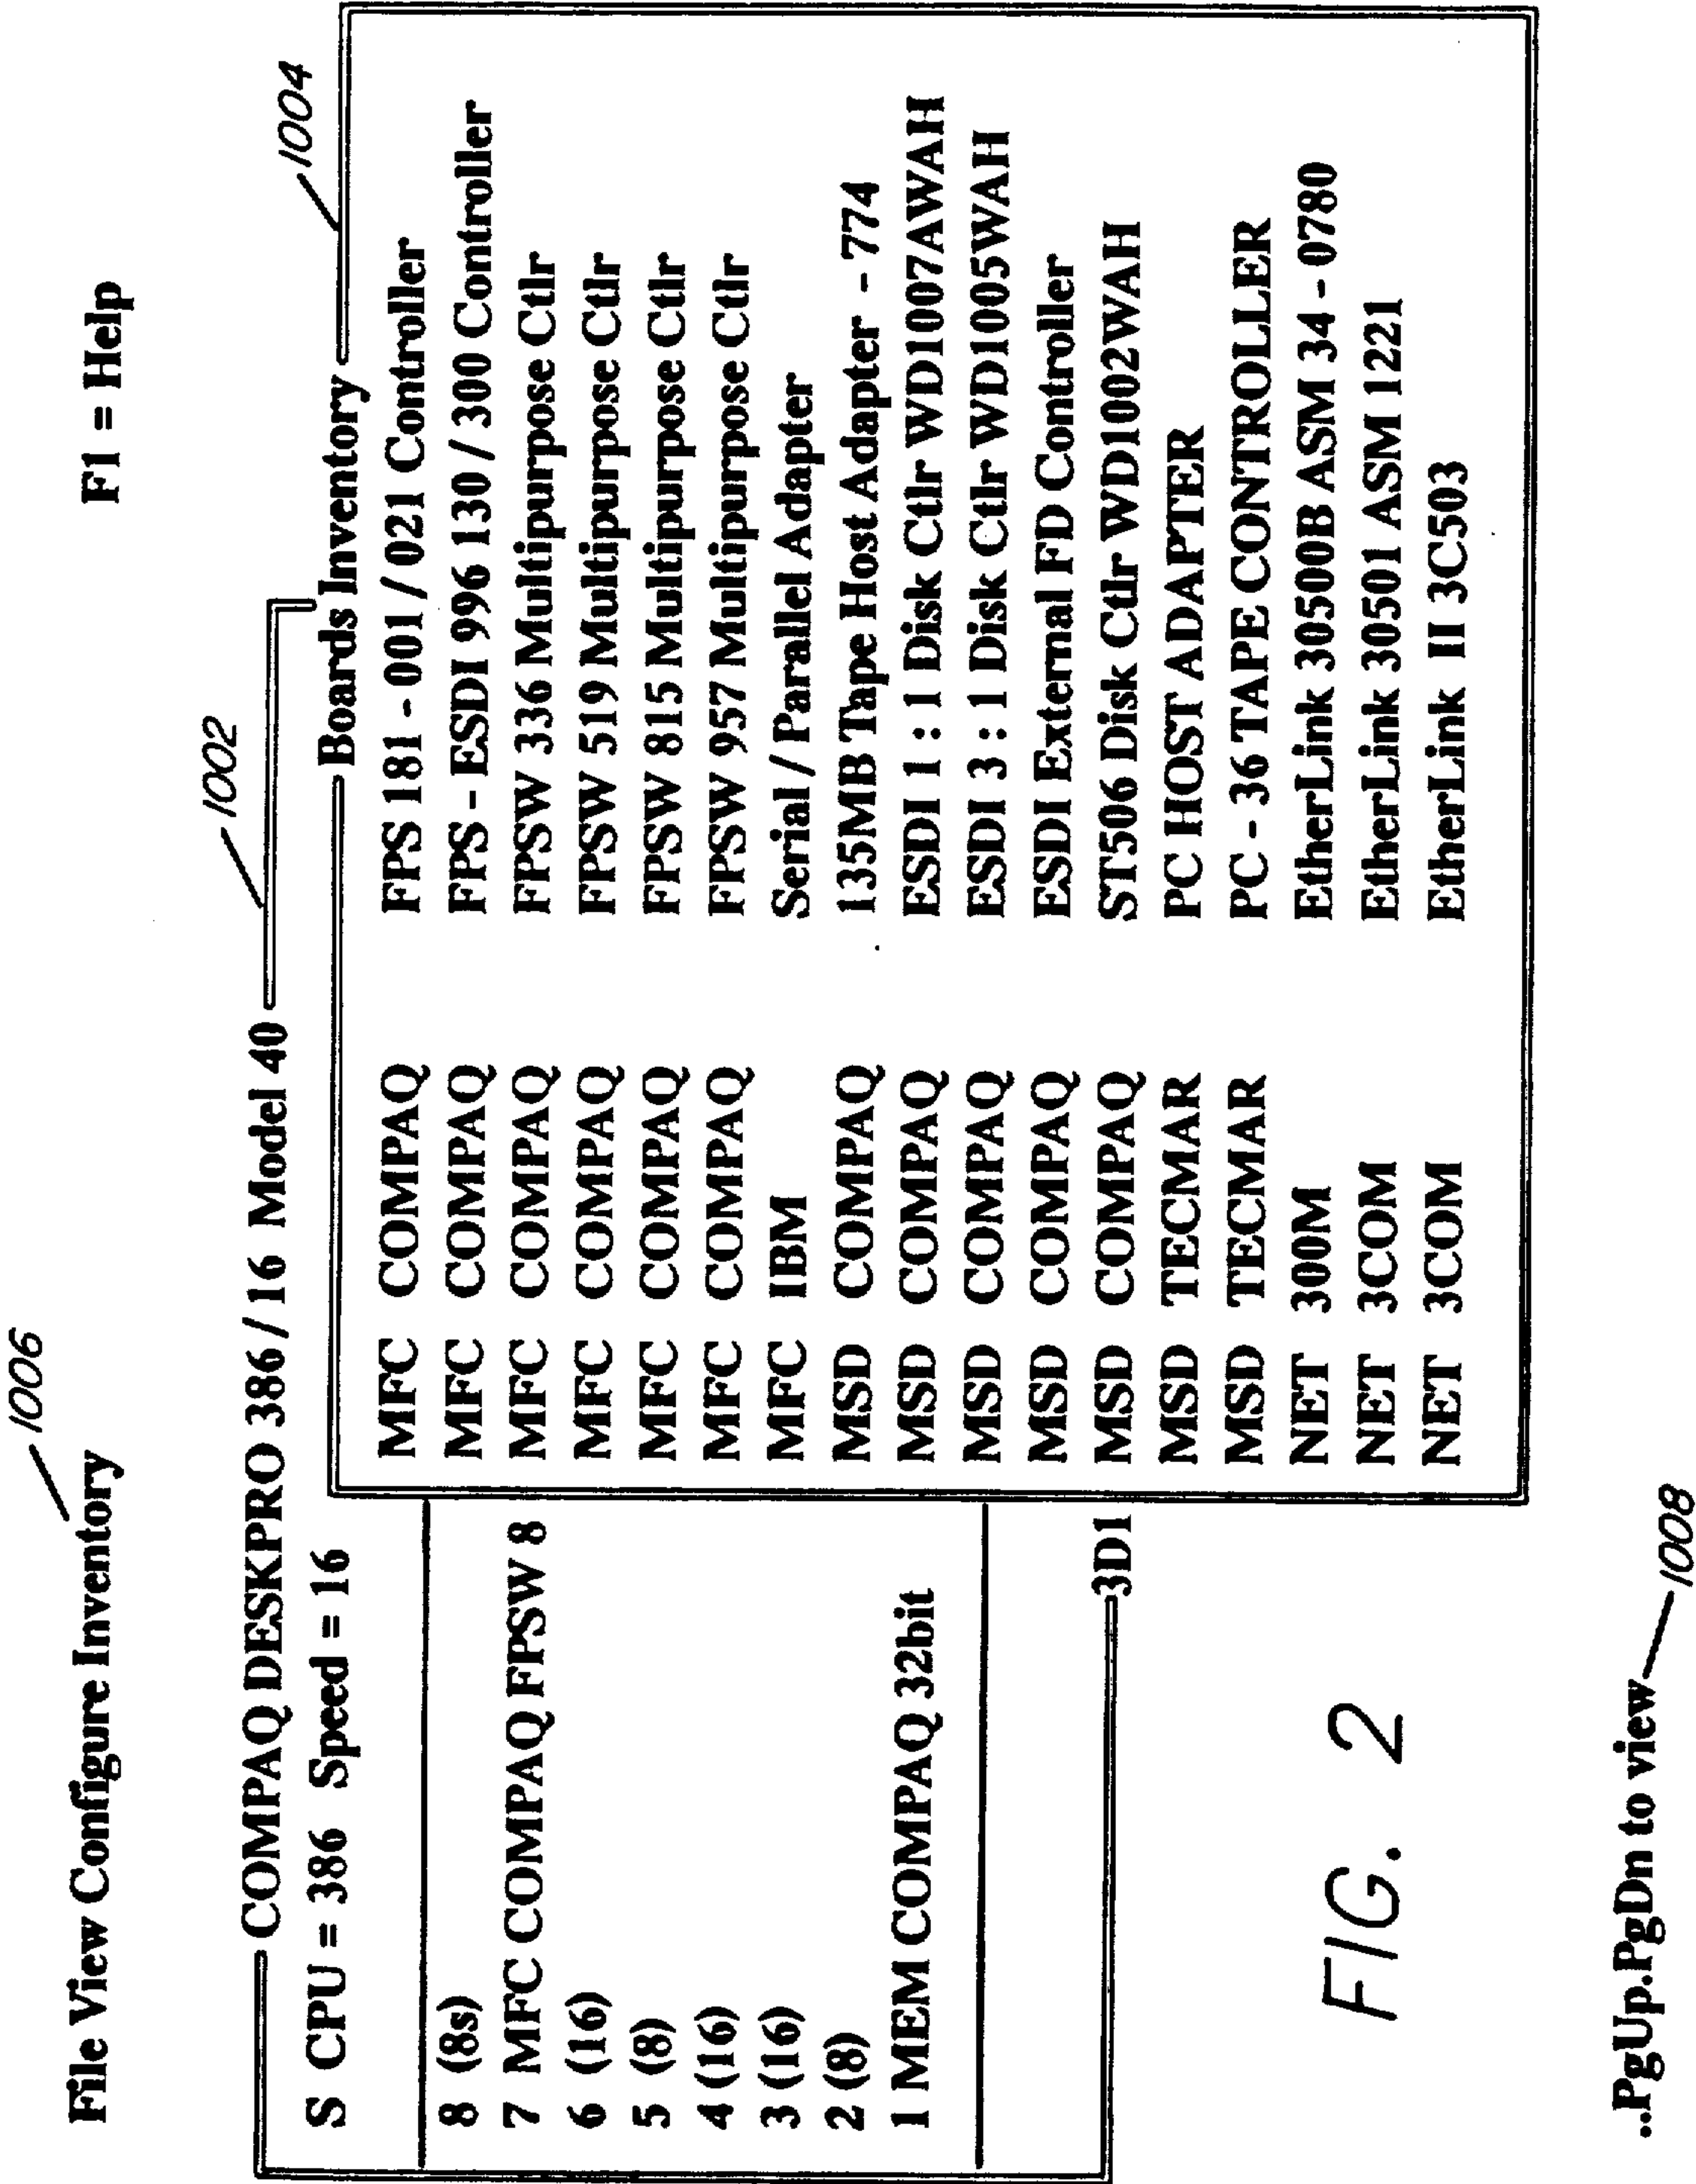 1006
File View Configure Inventory
F1 = Help
1002
1004
COMPAQ DESKPRO 386 / 16 Model 40
S CPU = 386 Speed = 16
8 (8s)
7 MFC COMPAQ FPSW 8
6 (16)
5 (8)
4 (16)
3 (16)
2 (8)
1 MEM COMPAQ 32bit
3D1
Boards Inventory
MFC COMPAQ FPS 181 - 001 / 021 Controller
MFC COMPAQ FPS - ESDI 996 130 / 300 Controller
MFC COMPAQ FPSW 336 Multipurpose Ctlr
MFC COMPAQ FPSW 519 Multipurpose Ctlr
MFC COMPAQ FPSW 815 Multipurpose Ctlr
MFC COMPAQ FPSW 957 Multipurpose Ctlr
MFC IBM Serial / Parallel Adapter
MSD COMPAQ 135MB Tape Host Adapter - 774
MSD COMPAQ ESDI 1 : 1 Disk Ctlr WD1007AWAH
MSD COMPAQ ESDI 3 : 1 Disk Ctlr WD1005WAH
MSD COMPAQ ESDI External FD Controller
MSD COMPAQ ST506 Disk Ctlr WD1002WAH
MSD TECMAR PC HOST ADAPTER
MSD TECMAR PC - 36 TAPE CONTROLLER
NET 300M EtherLink 30500B ASM 34 - 0780
NET 3COM EtherLink 30501 ASM 1221
NET 3COM EtherLink II 3C503
FIG. 2
..PgUp.PgDn to view
1008